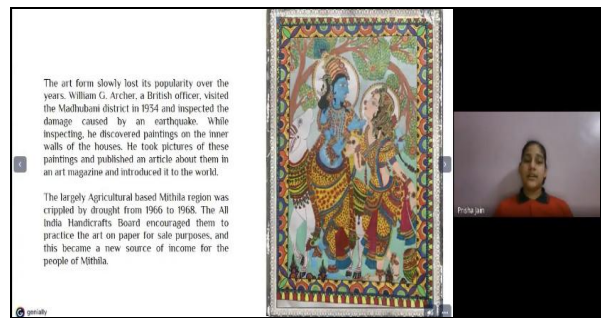 The art form slowly lost its popularity over the
years. William G. Archer, a British officer, visited
the Madhubani district in 1934 and inspected the
damage caused by an earthquake. While
inspecting, he discovered paintings on the inner
walls of the houses. He took pictures of these
paintings and published an article about them in
an art magazine and introduced it to the world.
The largely Agricultural based Mithila region was
crippled by drought from 1966 to 1968. The All
India Handicrafts Board encouraged them to
practice the art on paper for sale purposes, and
this became a new source of income for the
people of Mithila.
genially
Prisha Jain